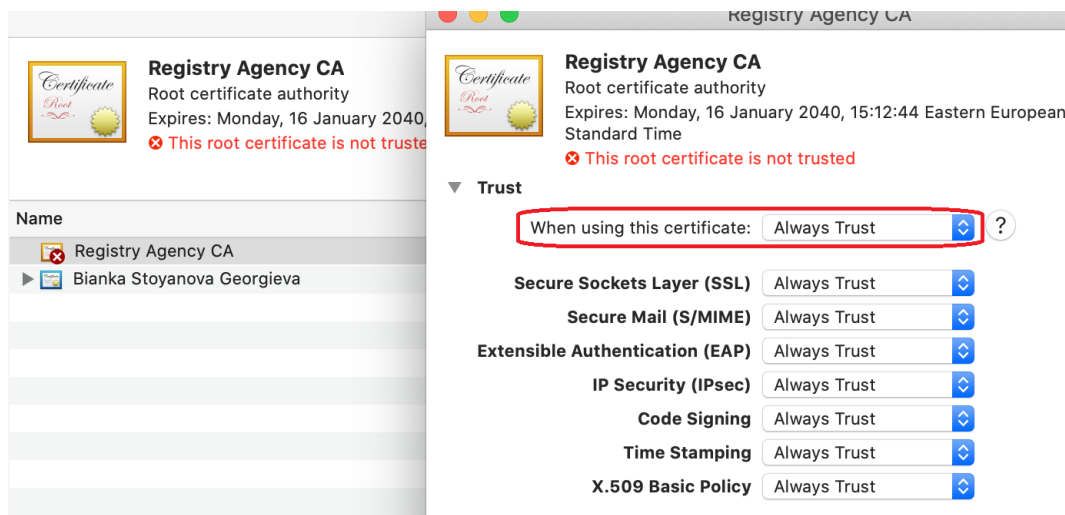 Registry Agency CA
Certificate
Root
Registry Agency CA
Root certificate authority
Expires: Monday, 16 January 2040,
This root certificate is not truste
Name
Registry Agency CA
Bianka Stoyanova Georgieva
Certificate
Root
Registry Agency CA
Root certificate authority
Expires: Monday, 16 January 2040, 15:12:44 Eastern European
Standard Time
This root certificate is not trusted
Trust
When using this certificate: Always Trust ?
Secure Sockets Layer (SSL) Always Trust
Secure Mail (S/MIME) Always Trust
Extensible Authentication (EAP) Always Trust
IP Security (IPsec) Always Trust
Code Signing Always Trust
Time Stamping Always Trust
X.509 Basic Policy Always Trust